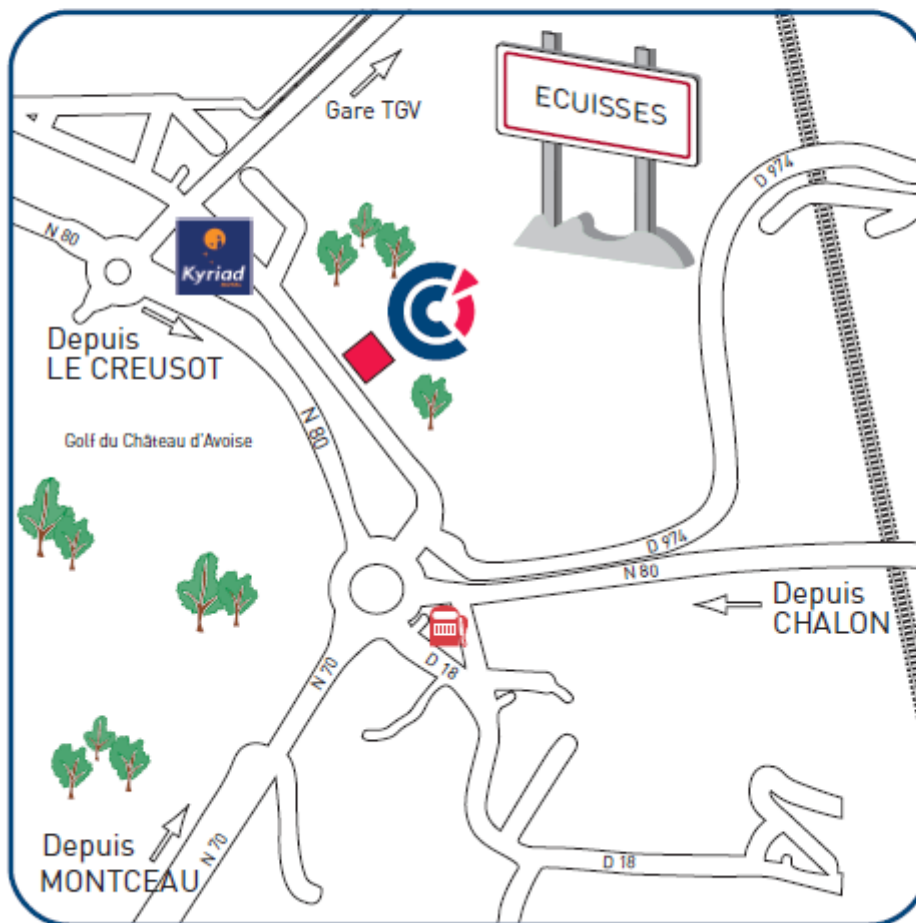 Gare TGV
ECUISSES
D 974
N 80
Kyriad
Depuis
LE CREUSOT
N 80
Golf du Château d'Avoise
D 974
N 80
Depuis
CHALON
D 18
N 70
Depuis
MONTCEAU
N 70
D 18